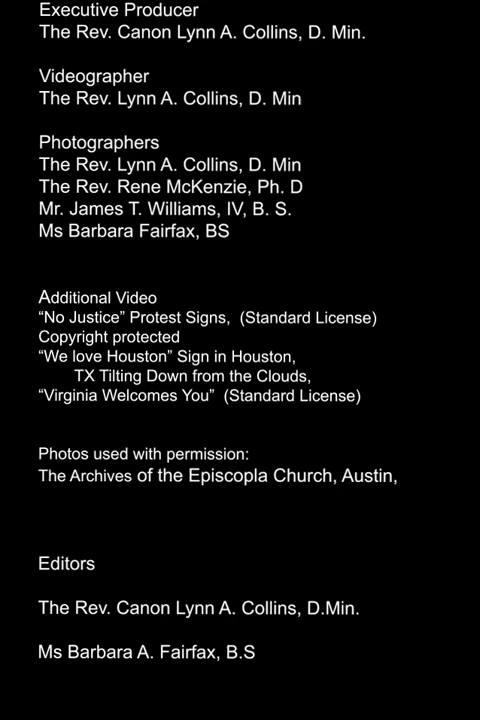 Executive Producer
The Rev. Canon Lynn A. Collins, D. Min.
Videographer
The Rev. Lynn A. Collins, D. Min
Photographers
The Rev. Lynn A. Collins, D. Min
The Rev. Rene McKenzie, Ph. D
Mr. James T. Williams, IV, B. S.
Ms Barbara Fairfax, BS
Additional Video
“No Justice” Protest Signs,  (Standard License)
Copyright protected
“We love Houston” Sign in Houston,
TX Tilting Down from the Clouds,
“Virginia Welcomes You”  (Standard License)
Photos used with permission:
The Archives of the Episcopla Church, Austin,
Editors
The Rev. Canon Lynn A. Collins, D.Min.
Ms Barbara A. Fairfax, B.S